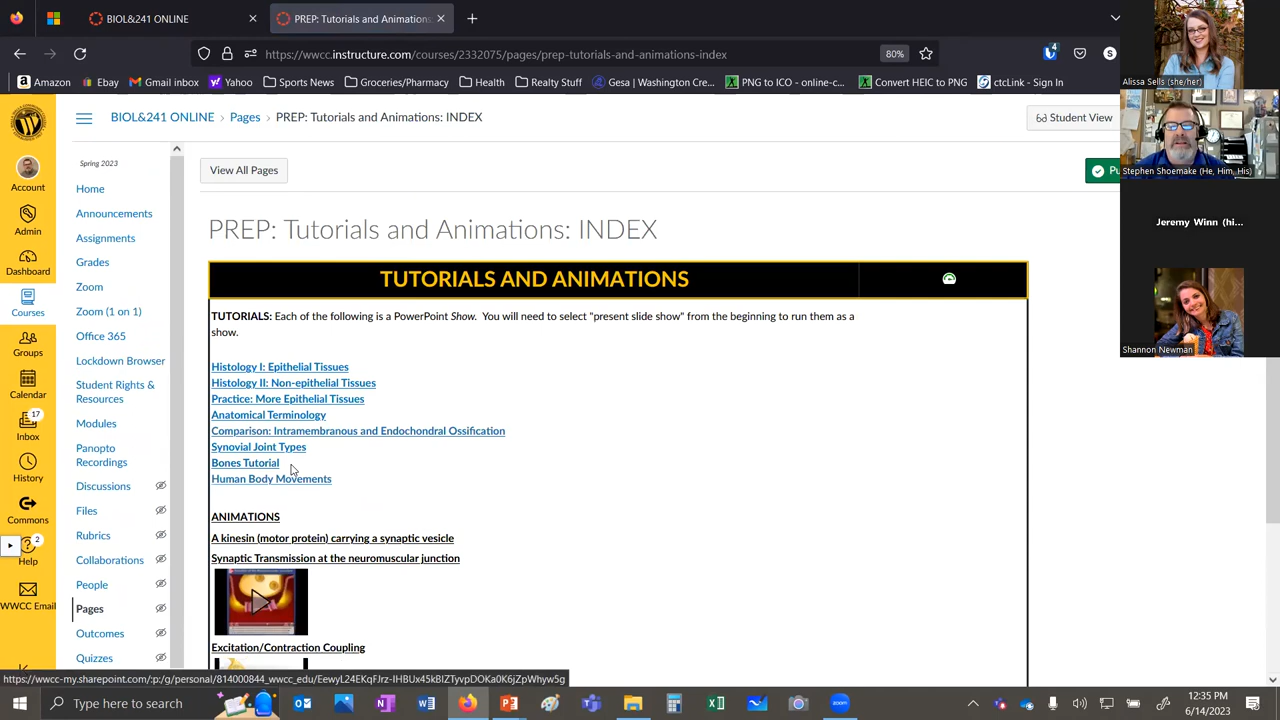 BIOL&241 ONLINE
PREP: Tutorials and Animations:
https://wwcc.instructure.com/courses/2332075/pages/prep-tutorials-and-animations-index
80%
Amazon
Ebay
Gmail inbox
Yahoo
Sports News
Groceries/Pharmacy
Health
Realty Stuff
Gesa | Washington Cre...
PNG to ICO - online-c...
Convert HEIC to PNG
ctcLink - Sign In
Alissa Sells (she/her)
Stephen Shoemake (He, Him, His)
Jeremy Winn (hi...
Shannon Newman
BIOL&241 ONLINE > Pages > PREP: Tutorials and Animations: INDEX
Student View
Account
Admin
Dashboard
Courses
Groups
Calendar
17
Inbox
History
Commons
2
Help
WWCC Email
Spring 2023
Home
Announcements
Assignments
Grades
Zoom
Zoom (1 on 1)
Office 365
Lockdown Browser
Student Rights &
Resources
Modules
Panopto
Recordings
Discussions
Files
Rubrics
Collaborations
People
Pages
Outcomes
Quizzes
View All Pages
Pu
PREP: Tutorials and Animations: INDEX
TUTORIALS AND ANIMATIONS
TUTORIALS: Each of the following is a PowerPoint Show. You will need to select "present slide show" from the beginning to run them as a
show.
Histology I: Epithelial Tissues
Histology II: Non-epithelial Tissues
Practice: More Epithelial Tissues
Anatomical Terminology
Comparison: Intramembranous and Endochondral Ossification
Synovial Joint Types
Bones Tutorial
Human Body Movements
ANIMATIONS
A kinesin (motor protein) carrying a synaptic vesicle
Synaptic Transmission at the neuromuscular junction
Excitation/Contraction Coupling
Type here to search
12:35 PM
6/14/2023